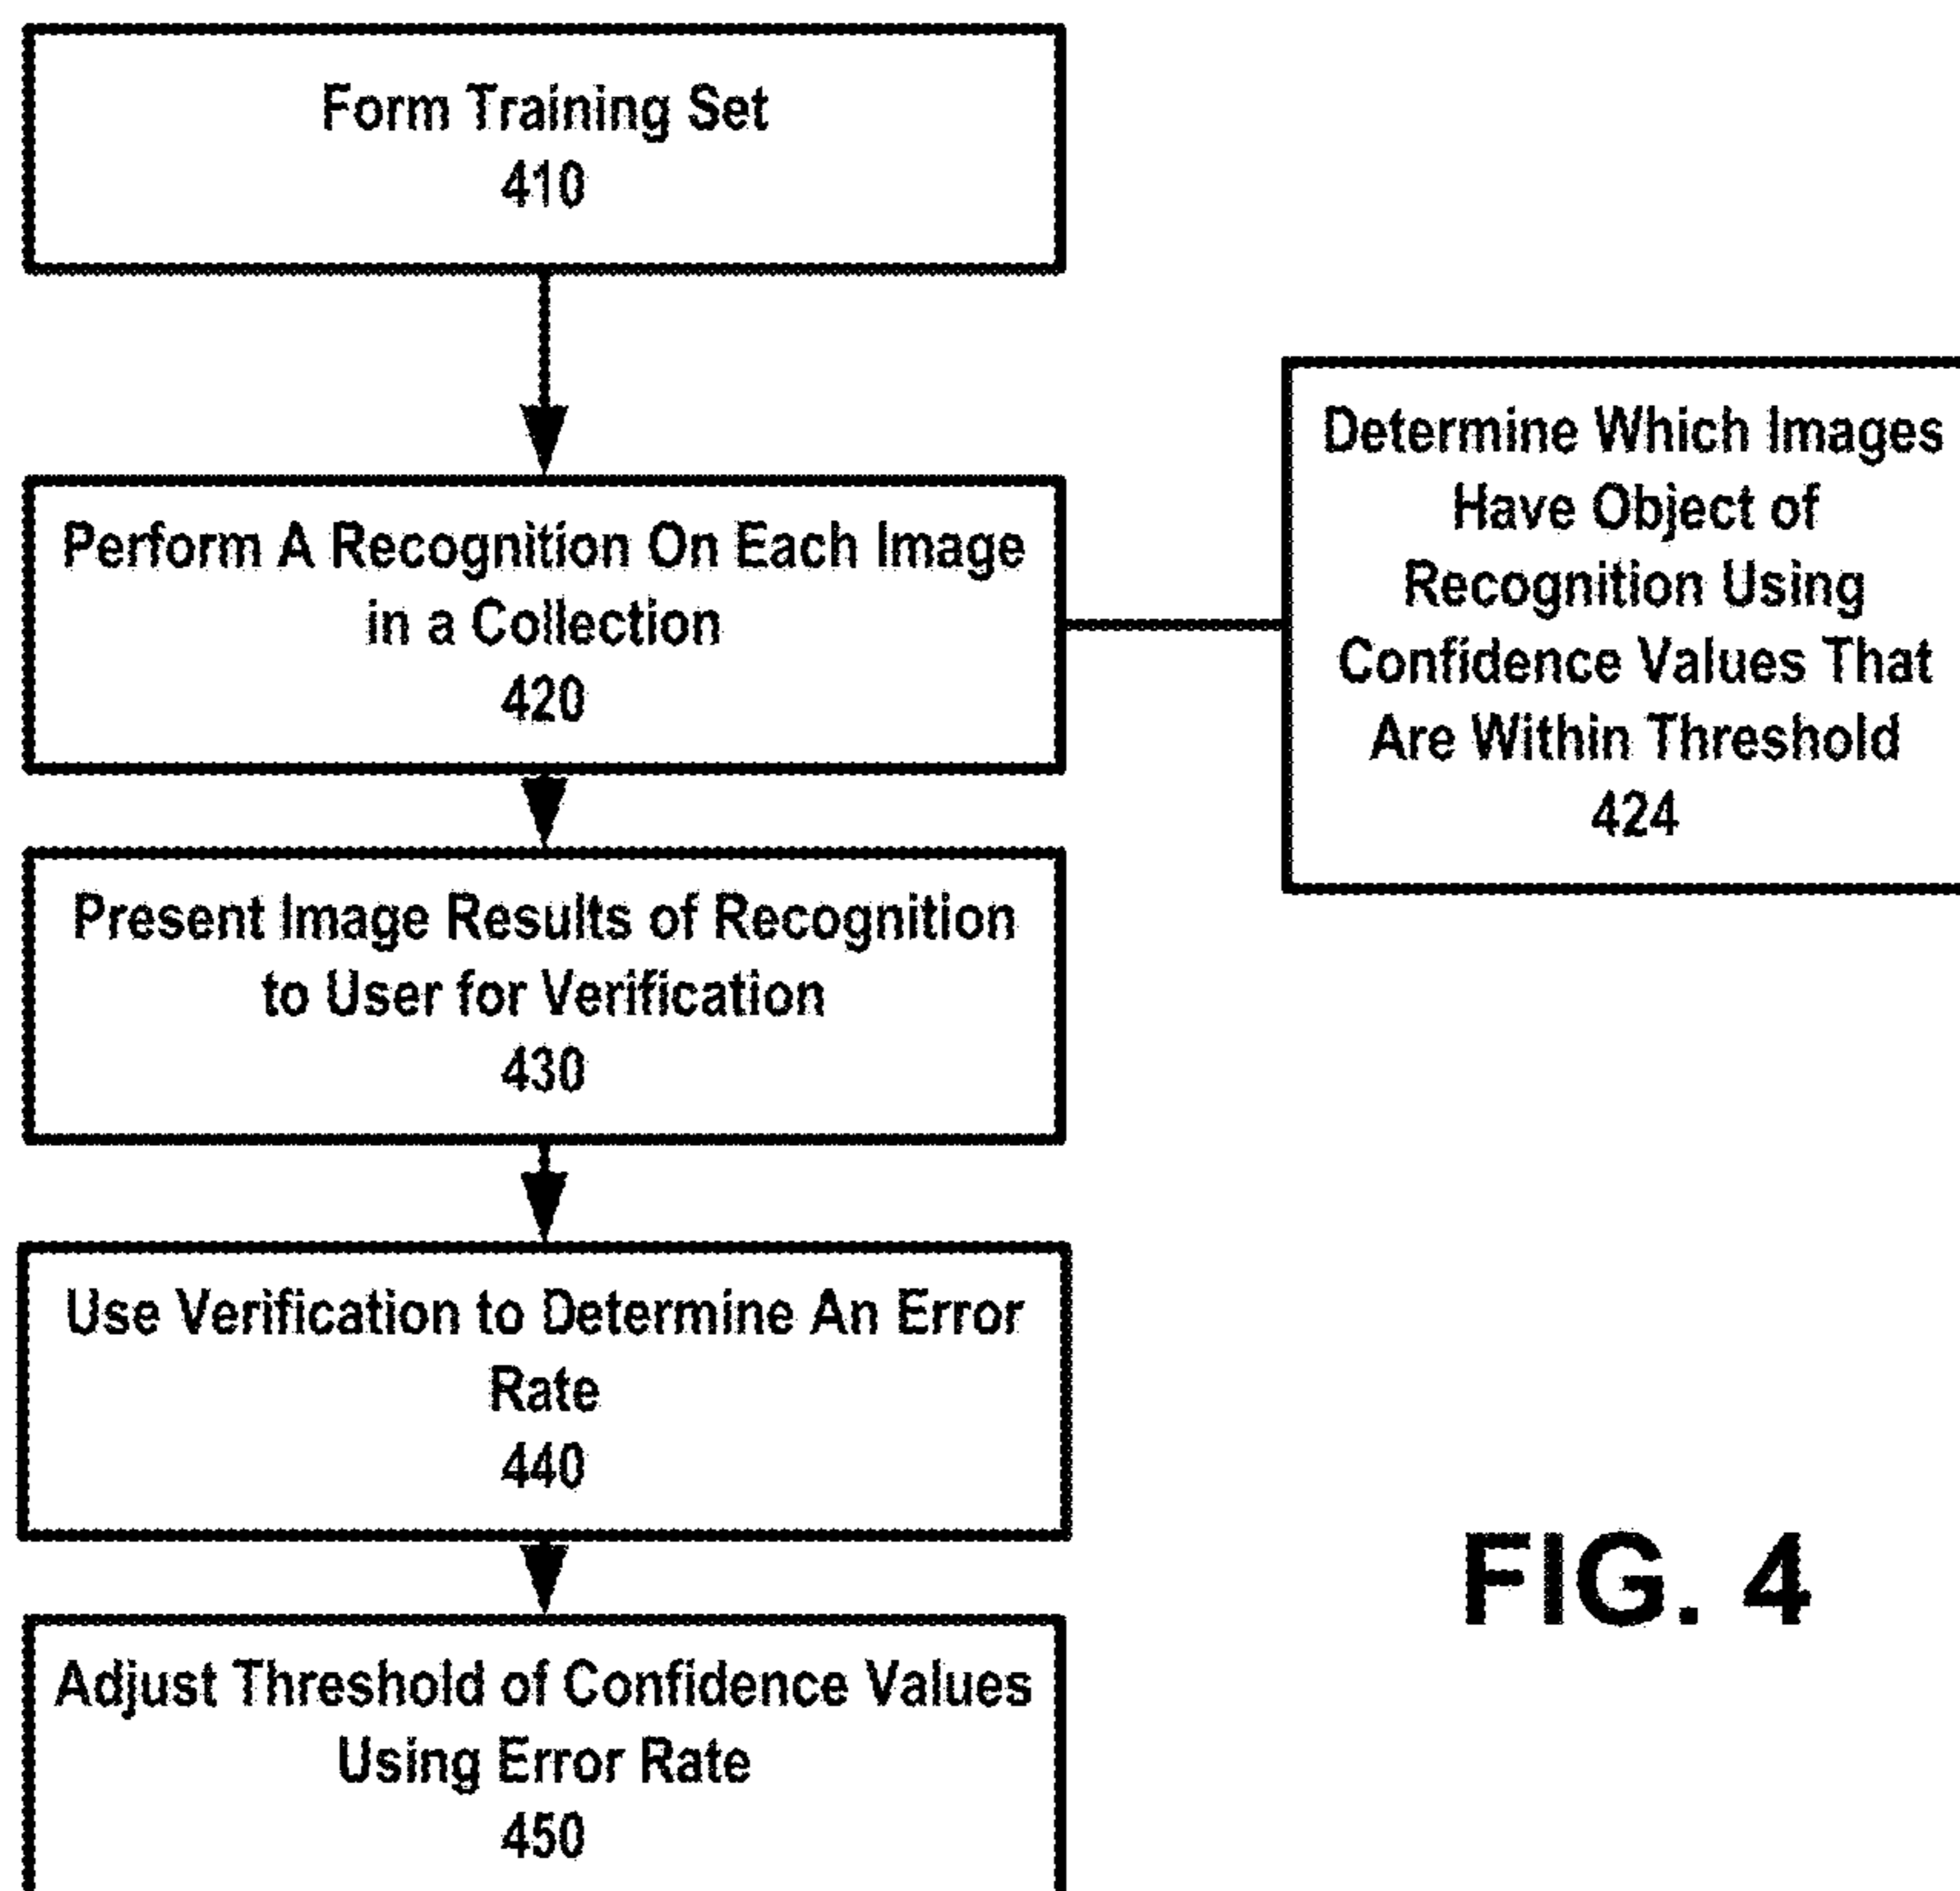 Form Training Set
410
Perform A Recognition On Each Image
in a Collection
420
Determine Which Images
Have Object of
Recognition Using
Confidence Values That
Are Within Threshold
424
Present Image Results of Recognition
to User for Verification
430
Use Verification to Determine An Error
Rate
440
Adjust Threshold of Confidence Values
Using Error Rate
450
FIG. 4